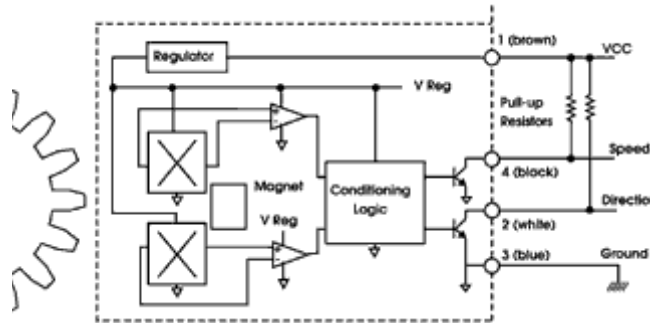 1 (brown)
VCC
Regulator
V Reg
Pull-up
Resistors
Speed
4 (black)
Magnet
Conditioning
Logic
Direction
V Reg
2 (white)
3 (blue)
Ground